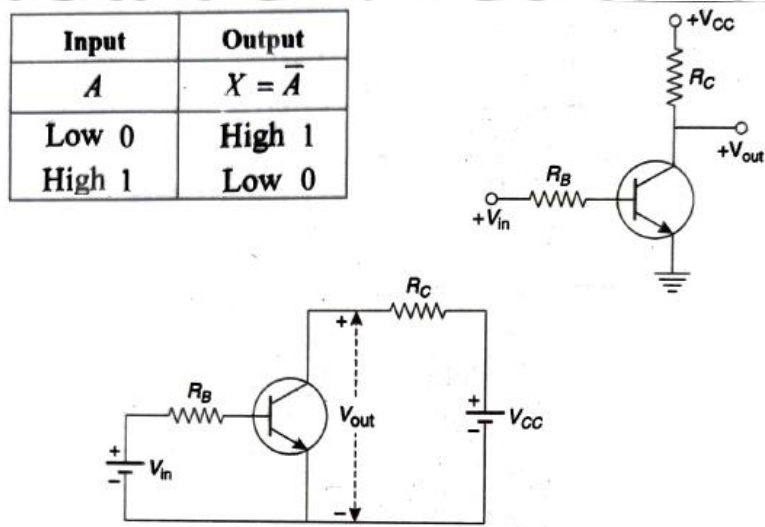 Input Output
A X = A̅
Low 0 High 1
High 1 Low 0
+VCC
RC
+Vout
RB
+Vin
RC
RB
+
+
Vout
+
VCC
-
Vin
-
-